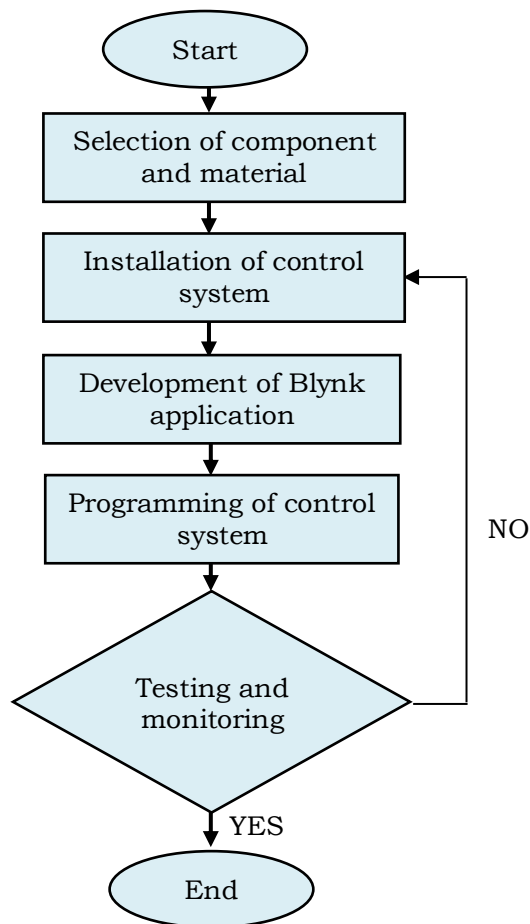 Start
Selection of component
and material
Installation of control
system
Development of Blynk
application
Programming of control
system
NO
Testing and
monitoring
YES
End